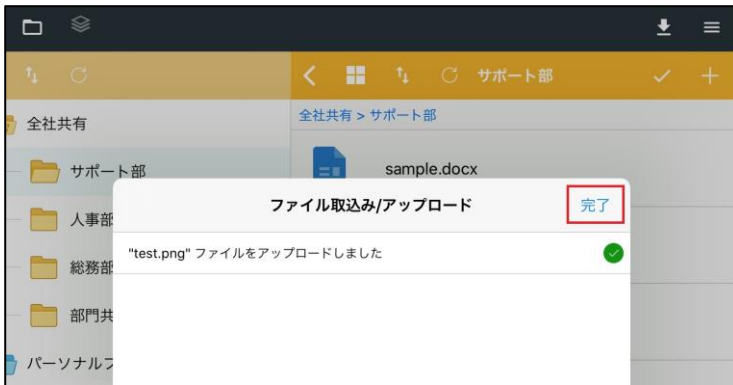 サポート部
全社共有
全社共有 > サポート部
サポート部
sample.docx
ファイル取込み/アップロード
完了
"test.png" ファイルをアップロードしました
人事部
総務部
部門共
パーソナルフ